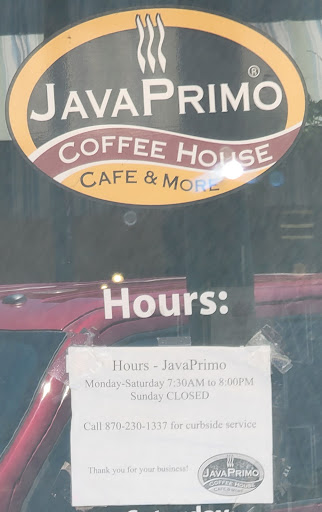 JAVAPRIMO
®
COFFEE HOUSE
CAFE & MORE
Hours:
Hours - JavaPrimo
Monday-Saturday 7:30AM to 8:00PM
Sunday CLOSED
Call 870-230-1337 for curbside service
Thank you for your business!
JAVAPRIMO
COFFEE HOUSE